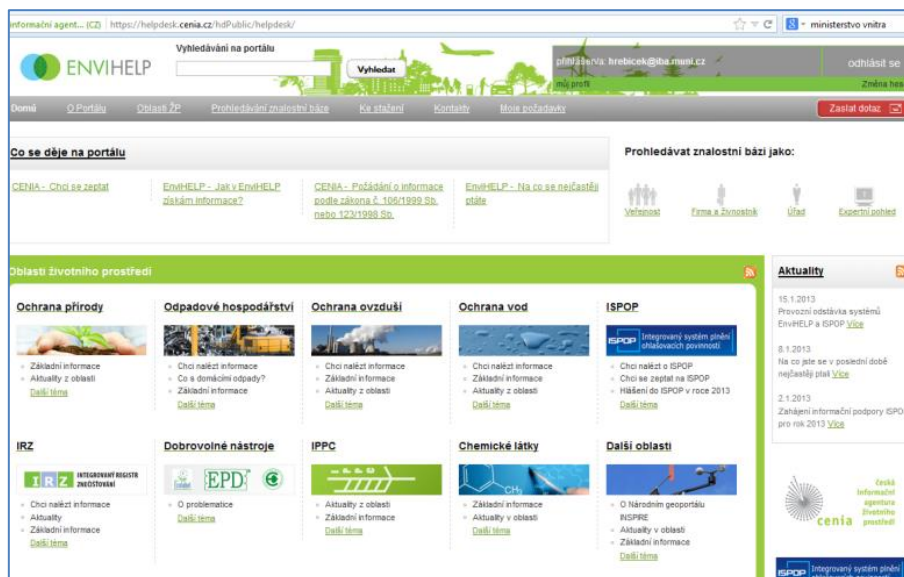 informační agent... (CZ) https://helpdesk.cenia.cz/hdPublic/helpdesk/
ministerstvo vnitra
ENVIHELP
Vyhledávání na portálu
Vyhledat
přihlášen/a: hrebicek@iba.muni.cz
odhlásit se
můj profil
Změna hes
Domů O Portálu Oblasti ŽP Prohledávání znalostní báze Ke stažení Kontakty Moje požadavky
Zaslat dotaz
Co se děje na portálu
CENIA - Chci se zeptat
EnviHELP - Jak v EnviHELP
získám informace?
CENIA - Požádání o informace
podle zákona č. 106/1999 Sb.
nebo 123/1998 Sb.
EnviHELP - Na co se nejčastěji
ptáte
Prohledávat znalostní bázi jako:
Veřejnost Firma a živnostník Úřad Expertní pohled
Oblasti životního prostředí
Ochrana přírody
Základní informace
Aktuality z oblasti
Další téma
Odpadové hospodářství
Chci nalézt informace
Co s domácími odpady?
Základní informace
Další téma
Ochrana ovzduší
Chci nalézt informace
Základní informace
Aktuality z oblasti
Další téma
Ochrana vod
Chci nalézt informace
Základní informace
Aktuality z oblasti
Další téma
ISPOP
ISPOP Integrovaný systém plnění
ohlašovacích povinností
Chci nalézt o ISPOP
Chci se zeptat na ISPOP
Hlášení do ISPOP v roce 2013
Další téma
IRZ
IRZ INTEGROVANÝ REGISTR
ZNEČIŠŤOVÁNÍ
Chci nalézt informace
Aktuality
Základní informace
Další téma
Dobrovolné nástroje
EPD
O problematice
Další téma
IPPC
Aktuality z oblasti
Základní informace
Další téma
Chemické látky
CH3
Základní informace
Aktuality v oblasti
Další téma
Další oblasti
O Národním geoportálu
INSPIRE
Aktuality v oblasti
Základní informace
Další téma
Aktuality
15.1.2013
Provozní odstávka systémů
EnviHELP a ISPOP Více
8.1.2013
Na co jste se v poslední době
nejčastěji ptali Více
2.1.2013
Zahájení informační podpory ISPO
pro rok 2013 Více
česká
informační
agentura
životního
cenia prostředí
ISPOP Integrovaný systém plnění